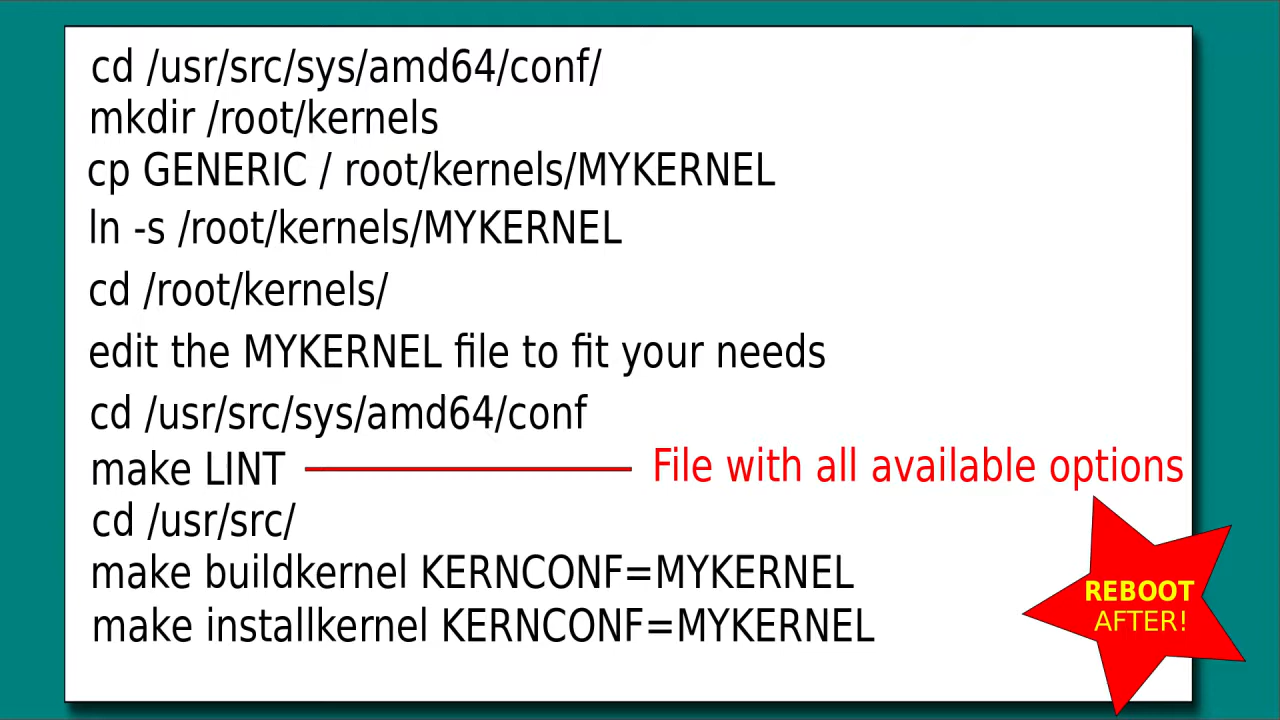 cd /usr/src/sys/amd64/conf/
mkdir /root/kernels
cp GENERIC / root/kernels/MYKERNEL
ln -s /root/kernels/MYKERNEL
cd /root/kernels/
edit the MYKERNEL file to fit your needs
cd /usr/src/sys/amd64/conf
make LINT File with all available options
cd /usr/src/
make buildkernel KERNCONF=MYKERNEL
make installkernel KERNCONF=MYKERNEL
REBOOT
AFTER!